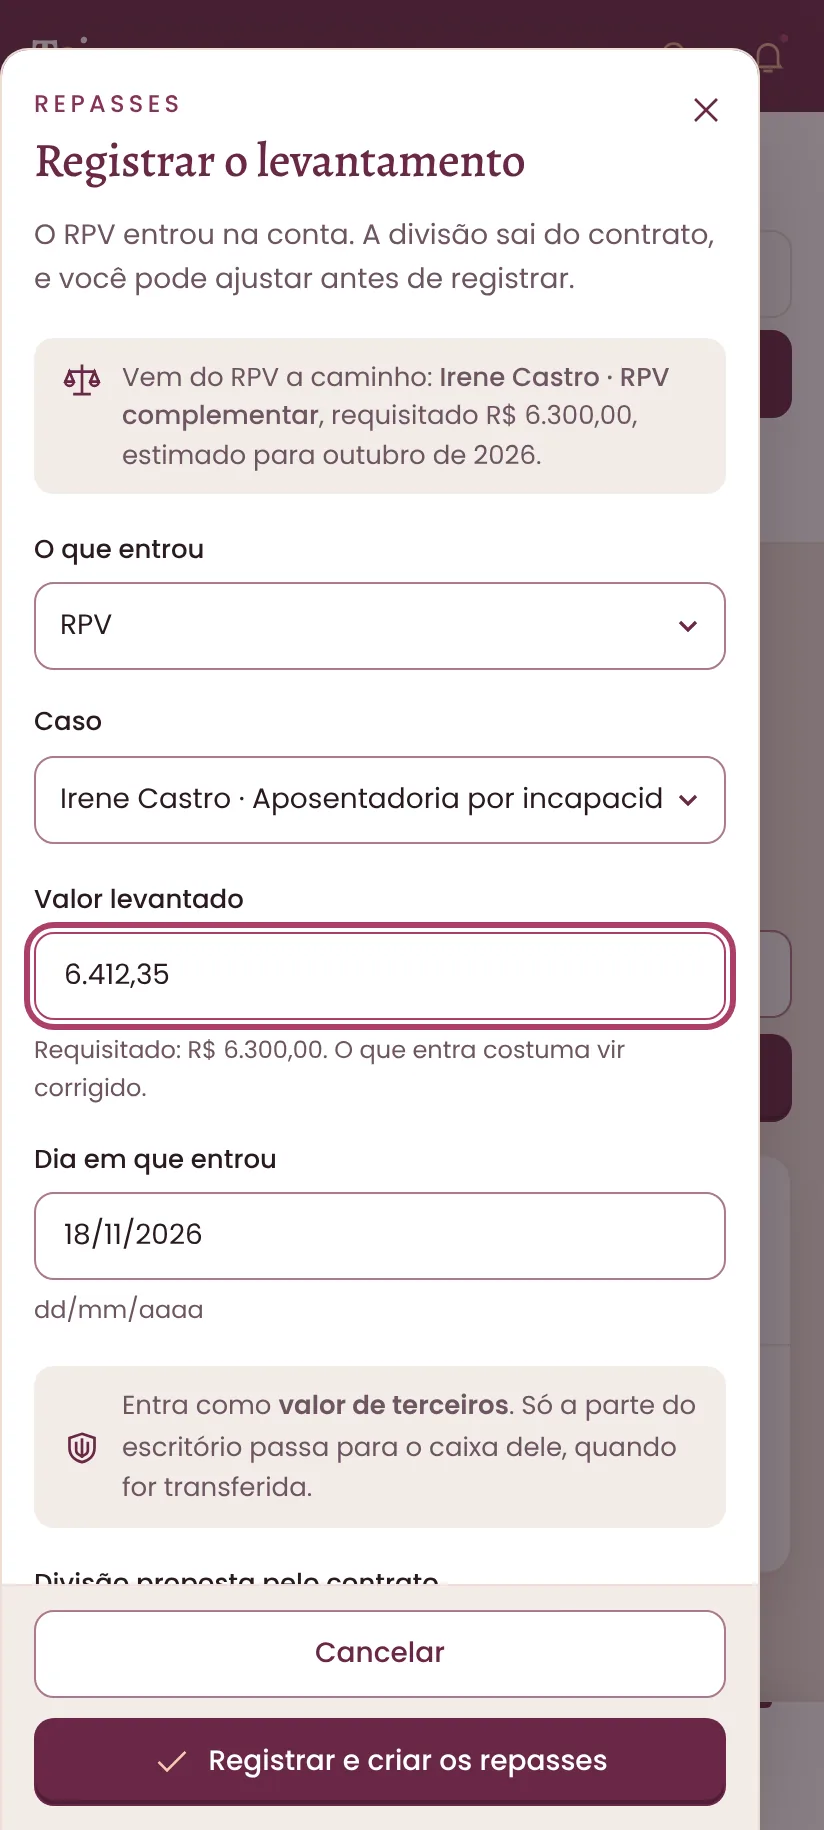 REPASSES
Registrar o levantamento
O RPV entrou na conta. A divisão sai do contrato,
e você pode ajustar antes de registrar.
Vem do RPV a caminho: Irene Castro · RPV
complementar, requisitado R$ 6.300,00,
estimado para outubro de 2026.
O que entrou
RPV
Caso
Irene Castro · Aposentadoria por incapacid
Valor levantado
6.412,35
Requisitado: R$ 6.300,00. O que entra costuma vir
corrigido.
Dia em que entrou
18/11/2026
dd/mm/aaaa
Entra como valor de terceiros. Só a parte do
escritório passa para o caixa dele, quando
for transferida.
Divisão proposta pelo contrato
Cancelar
Registrar e criar os repasses